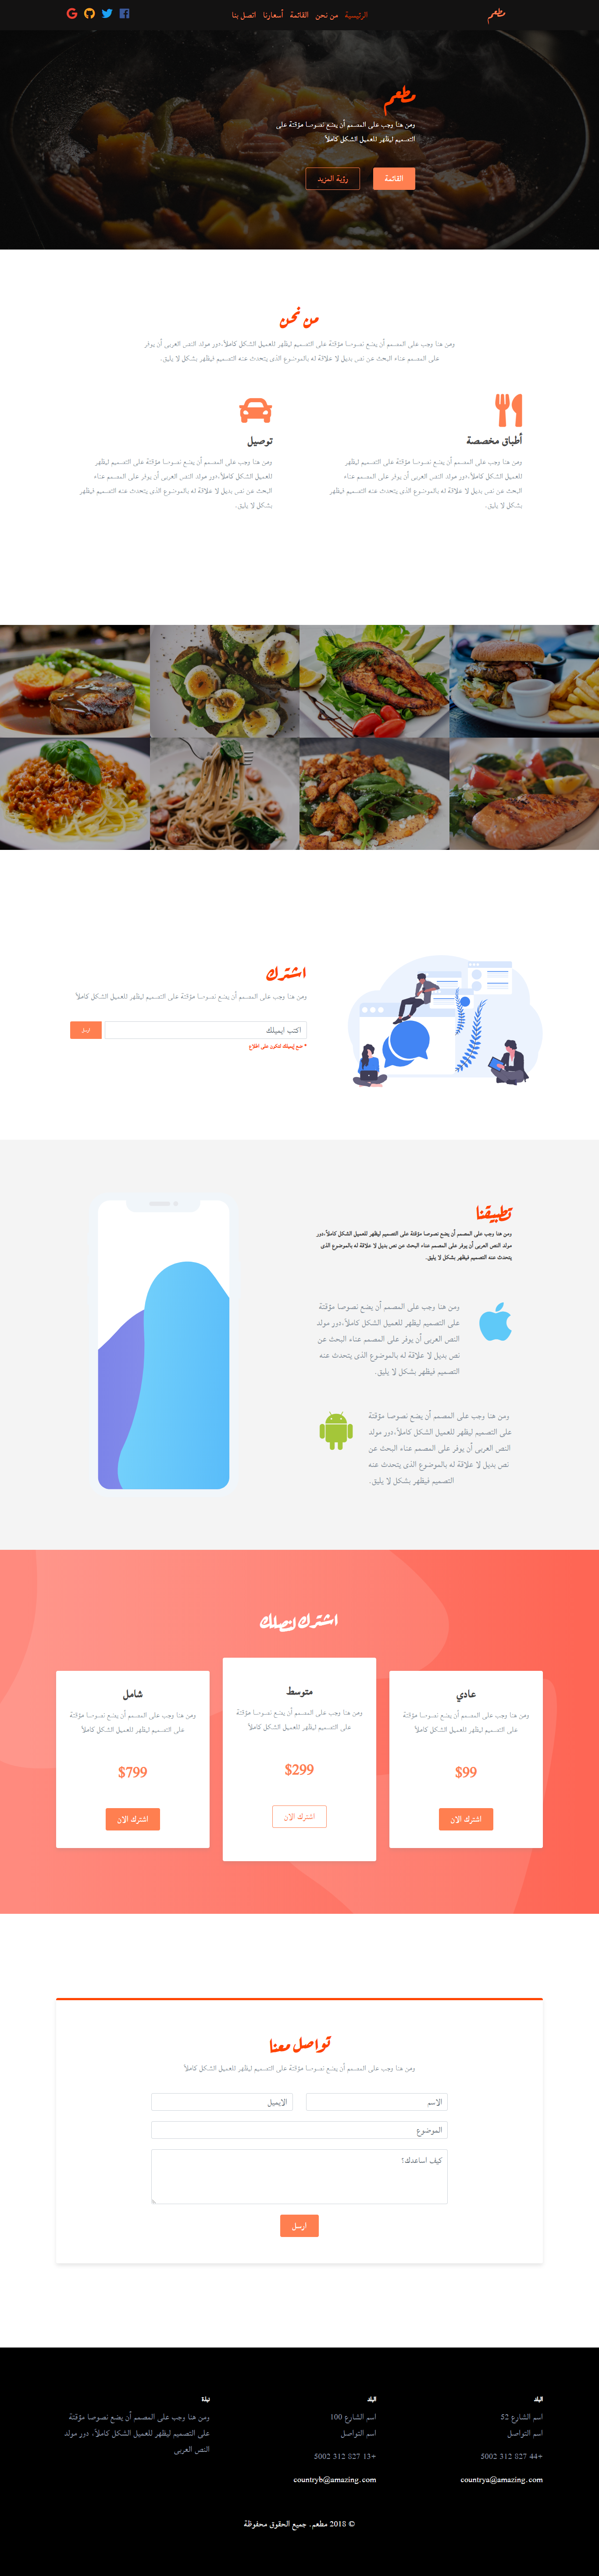 مطعم
الرئيسية من نحن القائمة أسعارنا اتصل بنا
مطعم
ومن هنا وجب على المصمم أن يضع نصوصا مؤقتة على
التصميم ليظهر للعميل الشكل كاملاً
القائمة
رؤية المزيد
من نحن
ومن هنا وجب على المصمم أن يضع نصوصا مؤقتة على التصميم ليظهر للعميل الشكل كاملاً،دور مولد النص العربى أن يوفر
على المصمم عناء البحث عن نص بديل لا علاقة له بالموضوع الذى يتحدث عنه التصميم فيظهر بشكل لا يليق.
أطباق مخصصة
ومن هنا وجب على المصمم أن يضع نصوصا مؤقتة على التصميم ليظهر
للعميل الشكل كاملاً،دور مولد النص العربى أن يوفر على المصمم عناء
البحث عن نص بديل لا علاقة له بالموضوع الذى يتحدث عنه التصميم فيظهر
بشكل لا يليق.
توصيل
ومن هنا وجب على المصمم أن يضع نصوصا مؤقتة على التصميم ليظهر
للعميل الشكل كاملاً،دور مولد النص العربى أن يوفر على المصمم عناء
البحث عن نص بديل لا علاقة له بالموضوع الذى يتحدث عنه التصميم فيظهر
بشكل لا يليق.
اشترك
ومن هنا وجب على المصمم أن يضع نصوصا مؤقتة على التصميم ليظهر للعميل الشكل كاملاً
اكتب ايميلك
ارسل
* ضع إيميلك لتكون على اطلاع
تطبيقنا
ومن هنا وجب على المصمم أن يضع نصوصا مؤقتة على التصميم ليظهر للعميل الشكل كاملاً،دور
مولد النص العربى أن يوفر على المصمم عناء البحث عن نص بديل لا علاقة له بالموضوع الذى
يتحدث عنه التصميم فيظهر بشكل لا يليق.
ومن هنا وجب على المصمم أن يضع نصوصا مؤقتة
على التصميم ليظهر للعميل الشكل كاملاً،دور مولد
النص العربى أن يوفر على المصمم عناء البحث عن
نص بديل لا علاقة له بالموضوع الذى يتحدث عنه
التصميم فيظهر بشكل لا يليق.
ومن هنا وجب على المصمم أن يضع نصوصا مؤقتة
على التصميم ليظهر للعميل الشكل كاملاً،دور مولد
النص العربى أن يوفر على المصمم عناء البحث عن
نص بديل لا علاقة له بالموضوع الذى يتحدث عنه
التصميم فيظهر بشكل لا يليق.
اشترك لنصلك
عادي
ومن هنا وجب على المصمم أن يضع نصوصا مؤقتة
على التصميم ليظهر للعميل الشكل كاملاً
$99
اشترك الان
متوسط
ومن هنا وجب على المصمم أن يضع نصوصا مؤقتة
على التصميم ليظهر للعميل الشكل كاملاً
$299
اشترك الان
شامل
ومن هنا وجب على المصمم أن يضع نصوصا مؤقتة
على التصميم ليظهر للعميل الشكل كاملاً
$799
اشترك الان
تواصل معنا
ومن هنا وجب على المصمم أن يضع نصوصا مؤقتة على التصميم ليظهر للعميل الشكل كاملاً
الاسم
الايميل
الموضوع
كيف اساعدك؟
ارسل
البلد
اسم الشارع 52
اسم التواصل
+44 827 312 5002
countrya@amazing.com
البلد
اسم الشارع 100
اسم التواصل
+13 827 312 5002
countryb@amazing.com
نبذة
ومن هنا وجب على المصمم أن يضع نصوصا مؤقتة
على التصميم ليظهر للعميل الشكل كاملاً، دور مولد
النص العربى
© 2018 مطعم. جميع الحقوق محفوظة